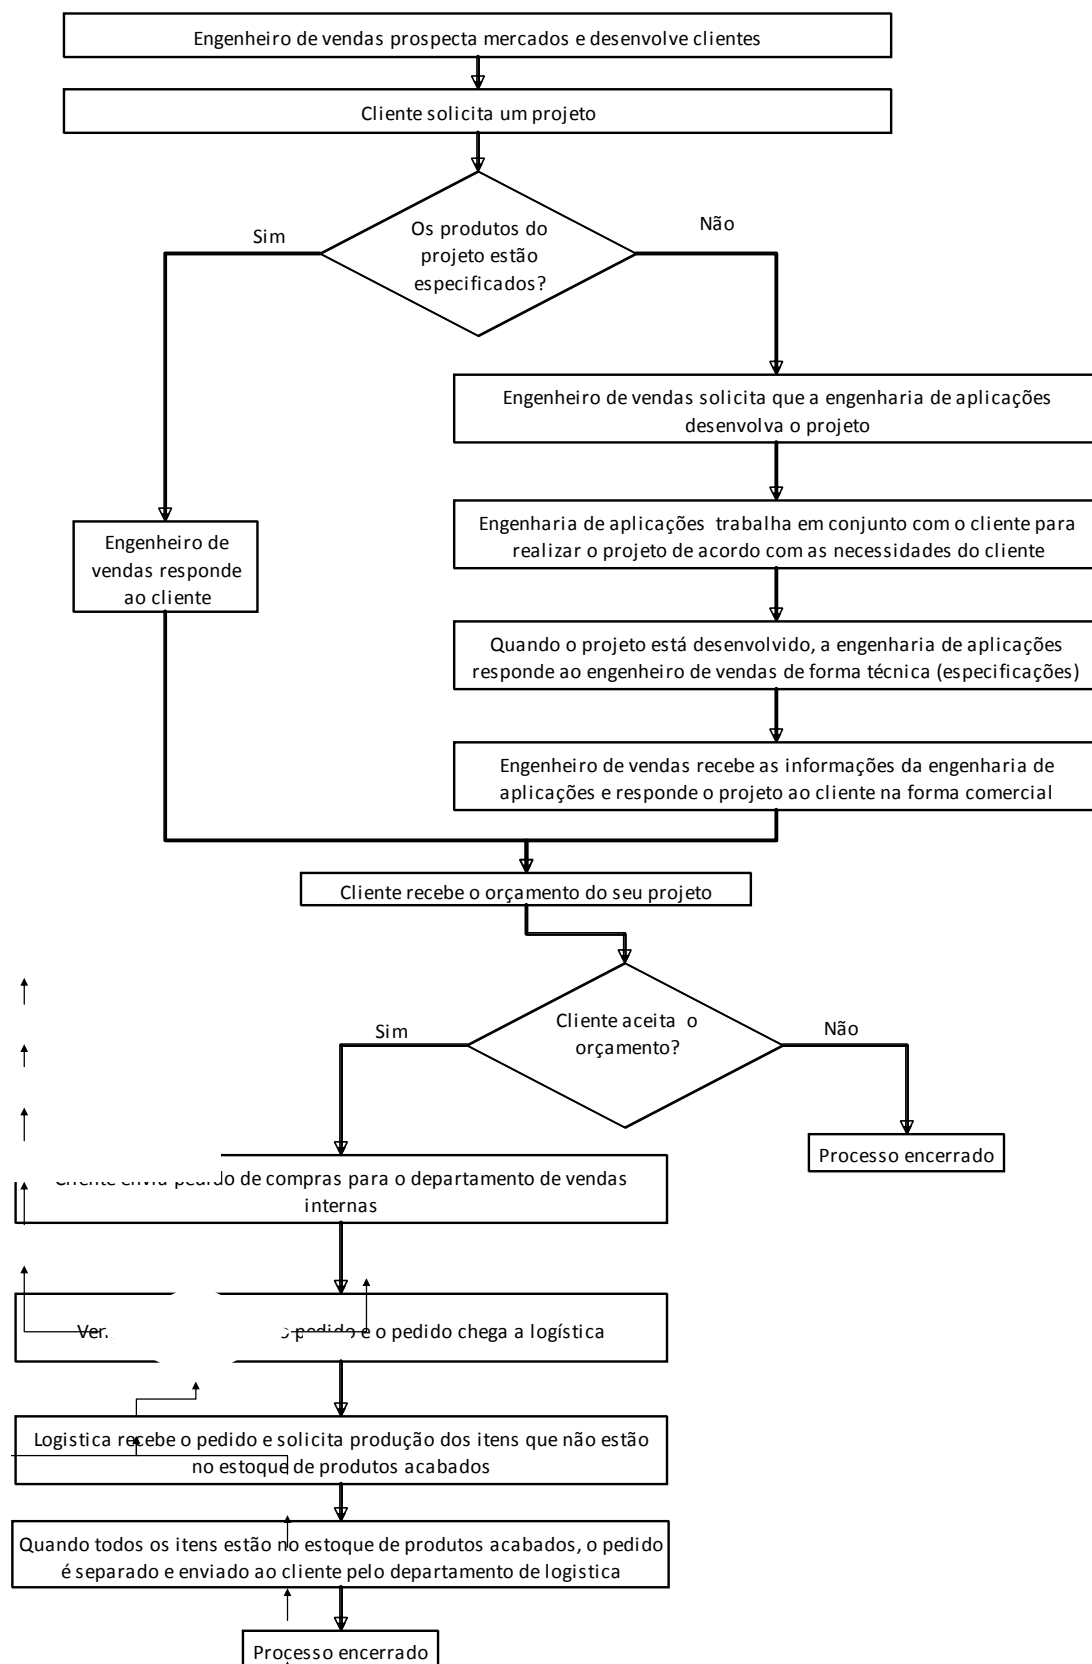 Engenheiro de vendas prospecta mercados e desenvolve clientes
Cliente solicita um projeto
Os produtos do
projeto estão
especificados?
Sim
Não
Engenheiro de vendas solicita que a engenharia de aplicações
desenvolva o projeto
Engenharia de aplicações trabalha em conjunto com o cliente para
realizar o projeto de acordo com as necessidades do cliente
Engenheiro de
vendas responde
ao cliente
Quando o projeto está desenvolvido, a engenharia de aplicações
responde ao engenheiro de vendas de forma técnica (especificações)
Engenheiro de vendas recebe as informações da engenharia de
aplicações e responde o projeto ao cliente na forma comercial
Cliente recebe o orçamento do seu projeto
Cliente aceita o
orçamento?
Sim
Não
Processo encerrado
Cliente envia pedido de compras para o departamento de vendas
internas
pedido e o pedido chega a logística
Logistica recebe o pedido e solicita produção dos itens que não estão
no estoque de produtos acabados
Quando todos os itens estão no estoque de produtos acabados, o pedido
é separado e enviado ao cliente pelo departamento de logistica
Processo encerrado